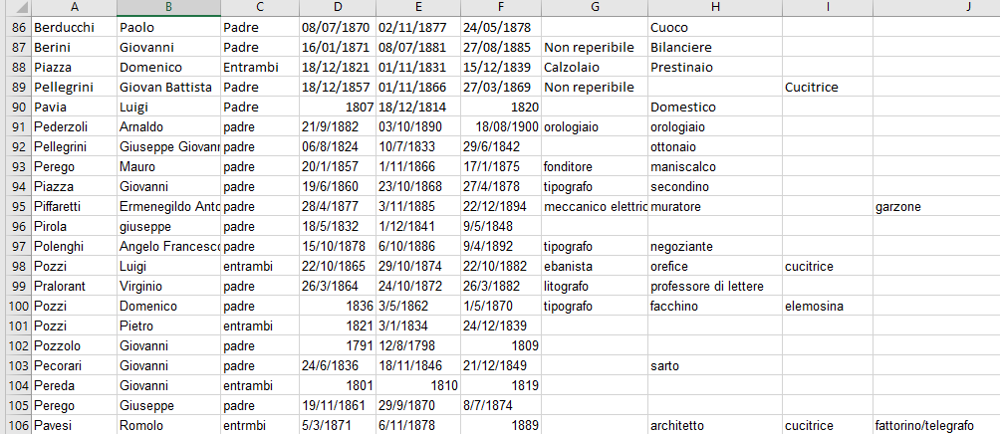 A B C D E F G H I J
86 Berducchi Paolo Padre 08/07/1870 02/11/1877 24/05/1878 Cuoco
87 Berini Giovanni Padre 16/01/1871 08/07/1881 27/08/1885 Non reperibile Bilanciere
88 Piazza Domenico Entrambi 18/12/1821 01/11/1831 15/12/1839 Calzolaio Prestinaio
89 Pellegrini Giovan Battista Padre 18/12/1857 01/11/1866 27/03/1869 Non reperibile Cucitrice
90 Pavia Luigi Padre 1807 18/12/1814 1820 Domestico
91 Pederzoli Arnaldo padre 21/9/1882 03/10/1890 18/08/1900 orologiaio orologiaio
92 Pellegrini Giuseppe Giovan padre 06/8/1824 10/7/1833 29/6/1842 ottonaio
93 Perego Mauro padre 20/1/1857 1/11/1866 17/1/1875 fonditore maniscalco
94 Piazza Giovanni padre 19/6/1860 23/10/1868 27/4/1878 tipografo secondino
95 Piffaretti Ermenegildo Anto padre 28/4/1877 3/11/1885 22/12/1894 meccanico elettric muratore garzone
96 Pirola giuseppe padre 18/5/1832 1/12/1841 9/5/1848
97 Polenghi Angelo Francesco padre 15/10/1878 6/10/1886 9/4/1892 tipografo negoziante
98 Pozzi Luigi entrambi 22/10/1865 29/10/1874 22/10/1882 ebanista orefice cucitrice
99 Pralorant Virginio padre 26/3/1864 24/10/1872 26/3/1882 litografo professore di lettere
100 Pozzi Domenico padre 1836 3/5/1862 1/5/1870 tipografo facchino elemosina
101 Pozzi Pietro entrambi 1821 3/1/1834 24/12/1839
102 Pozzolo Giovanni padre 1791 12/8/1798 1809
103 Pecorari Giovanni padre 24/6/1836 18/11/1846 21/12/1849 sarto
104 Pereda Giovanni entrambi 1801 1810 1819
105 Perego Giuseppe padre 19/11/1861 29/9/1870 8/7/1874
106 Pavesi Romolo entrmbi 5/3/1871 6/11/1878 1889 architetto cucitrice fattorino/telegrafo